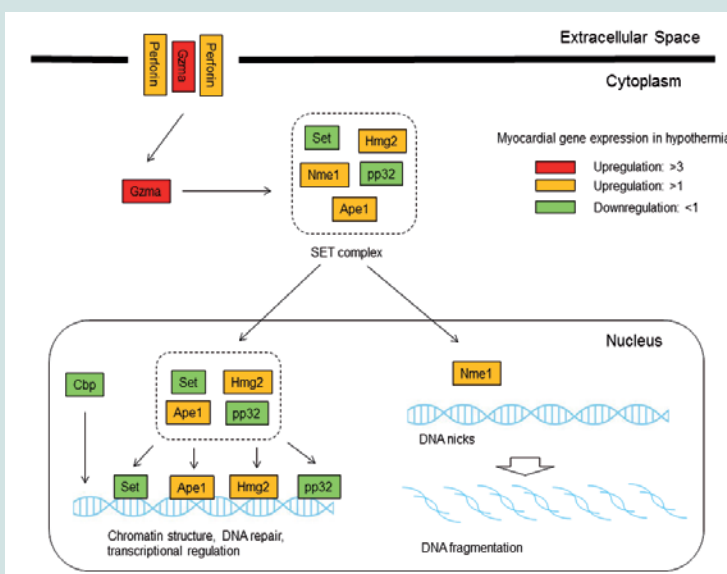 Extracellular Space
Perforin
Gzma
Perforin
Cytoplasm
Set
Hmg2
Nme1
pp32
Ape1
Myocardial gene expression in hypothermia
Upregulation: >3
Upregulation: >1
Downregulation: <1
Gzma
SET complex
Nucleus
Cbp
Set
Hmg2
Ape1
pp32
Nme1
DNA nicks
Set
Ape1
Hmg2
pp32
Chromatin structure, DNA repair,
transcriptional regulation
DNA fragmentation